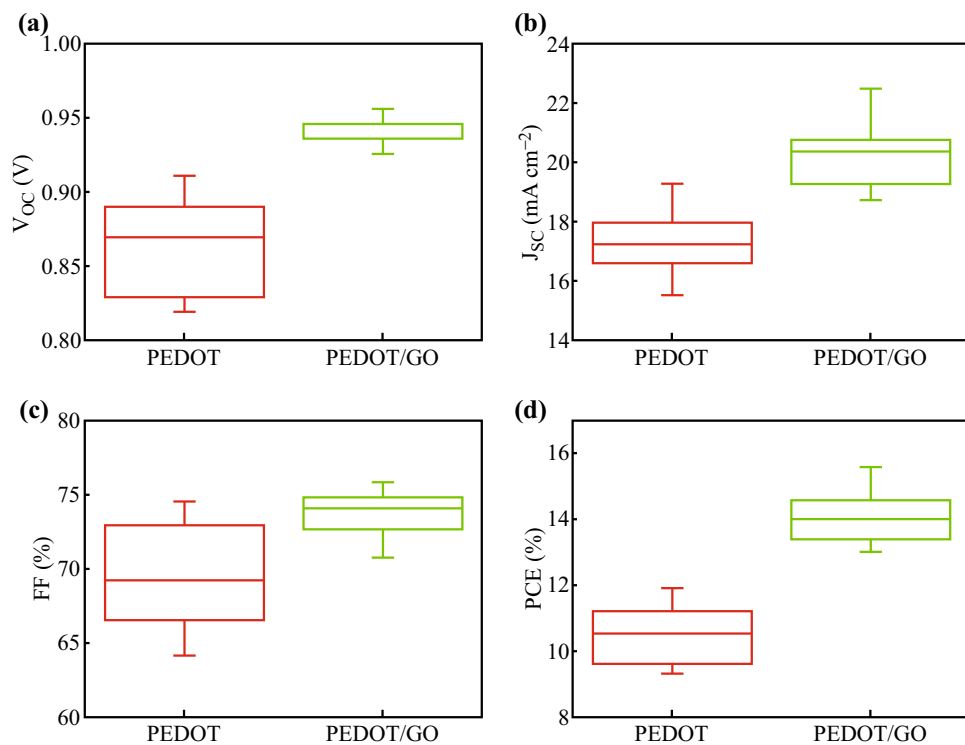 (a)
1.00
0.95
0.90
0.85
0.80
V_OC (V)
PEDOT PEDOT/GO
(b)
24
22
20
18
16
14
J_SC (mA cm⁻²)
PEDOT PEDOT/GO
(c)
80
75
70
65
60
FF (%)
PEDOT PEDOT/GO
(d)
16
14
12
10
8
PCE (%)
PEDOT PEDOT/GO